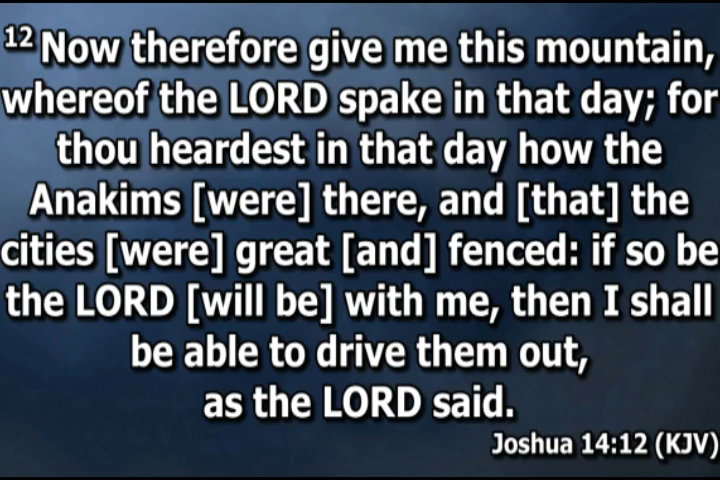 12 Now therefore give me this mountain,
whereof the LORD spake in that day; for
thou heardest in that day how the
Anakims [were] there, and [that] the
cities [were] great [and] fenced: if so be
the LORD [will be] with me, then I shall
be able to drive them out,
as the LORD said.
Joshua 14:12 (KJV)